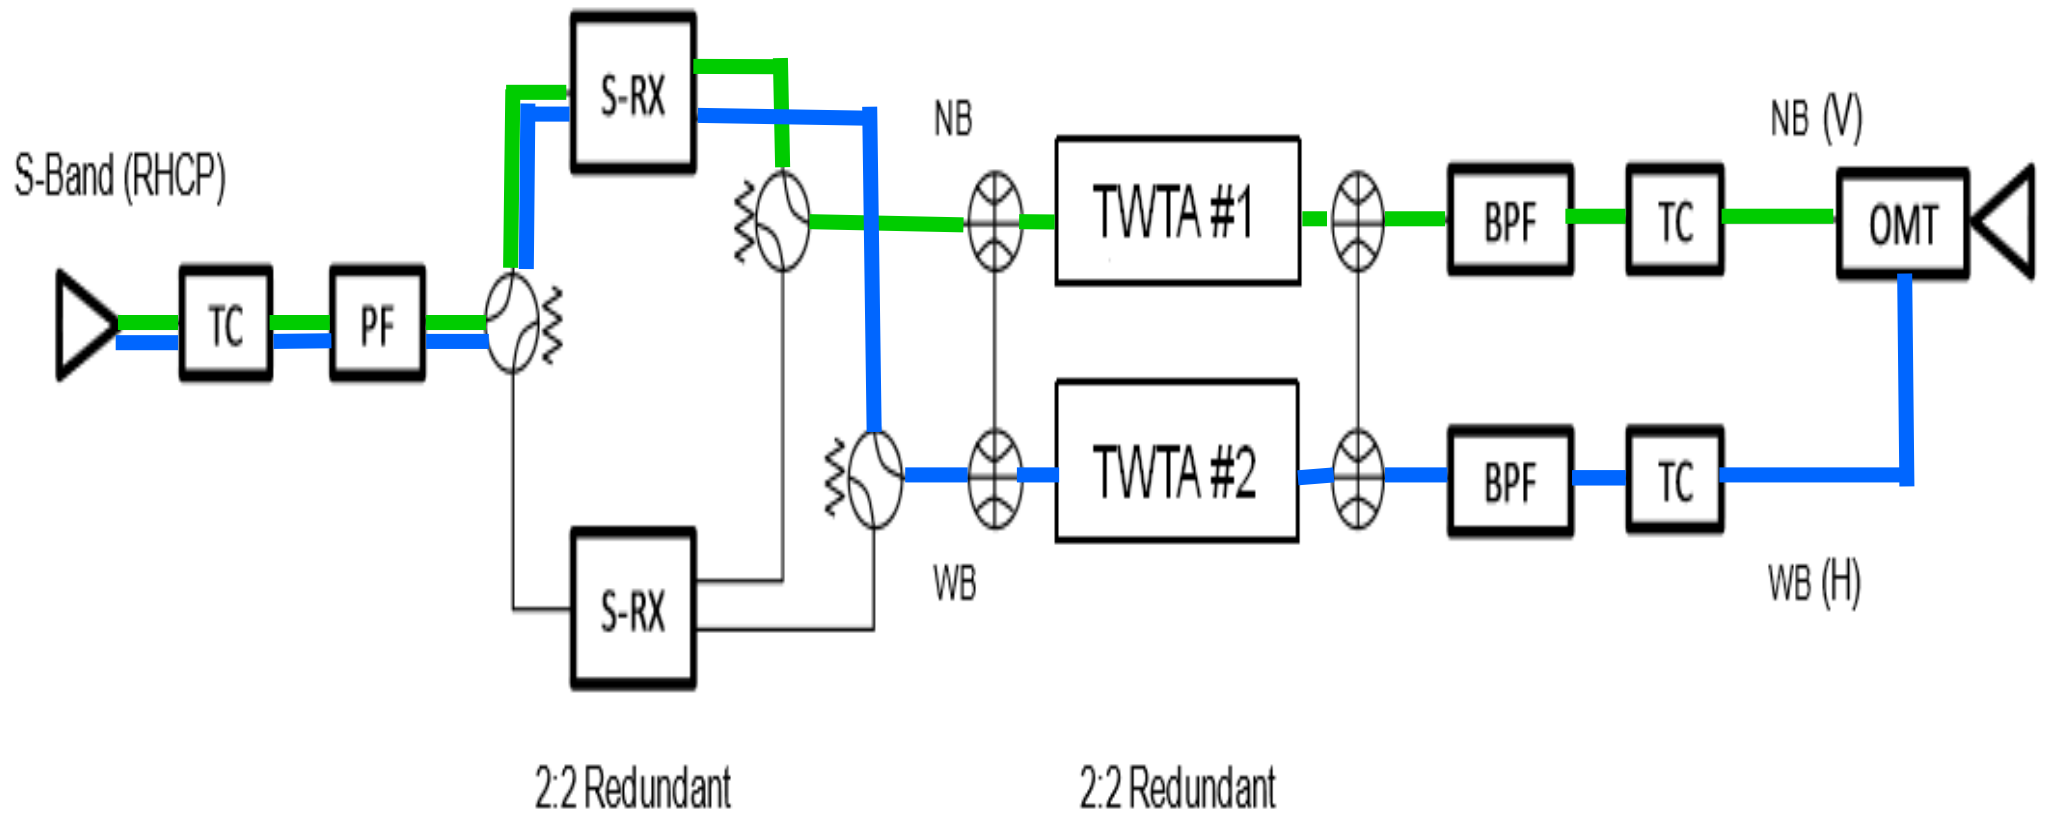 S-Band (RHCP)
TC
PF
S-RX
S-RX
NB
WB
TWTA #1
TWTA #2
BPF
TC
BPF
TC
NB (V)
OMT
WB (H)
2:2 Redundant
2:2 Redundant